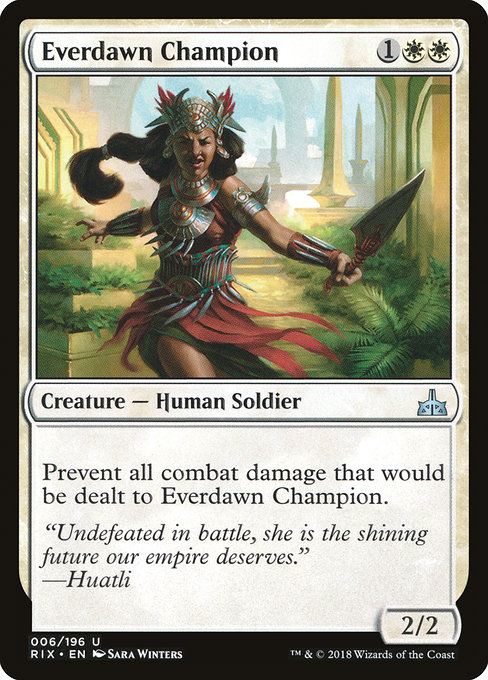 Everdawn Champion 1
Creature — Human Soldier
Prevent all combat damage that would
be dealt to Everdawn Champion.
“Undefeated in battle, she is the shining
future our empire deserves.”
—Huatli
2/2
006/196 U
RIX • EN Sara Winters
™ & © 2018 Wizards of the Coast